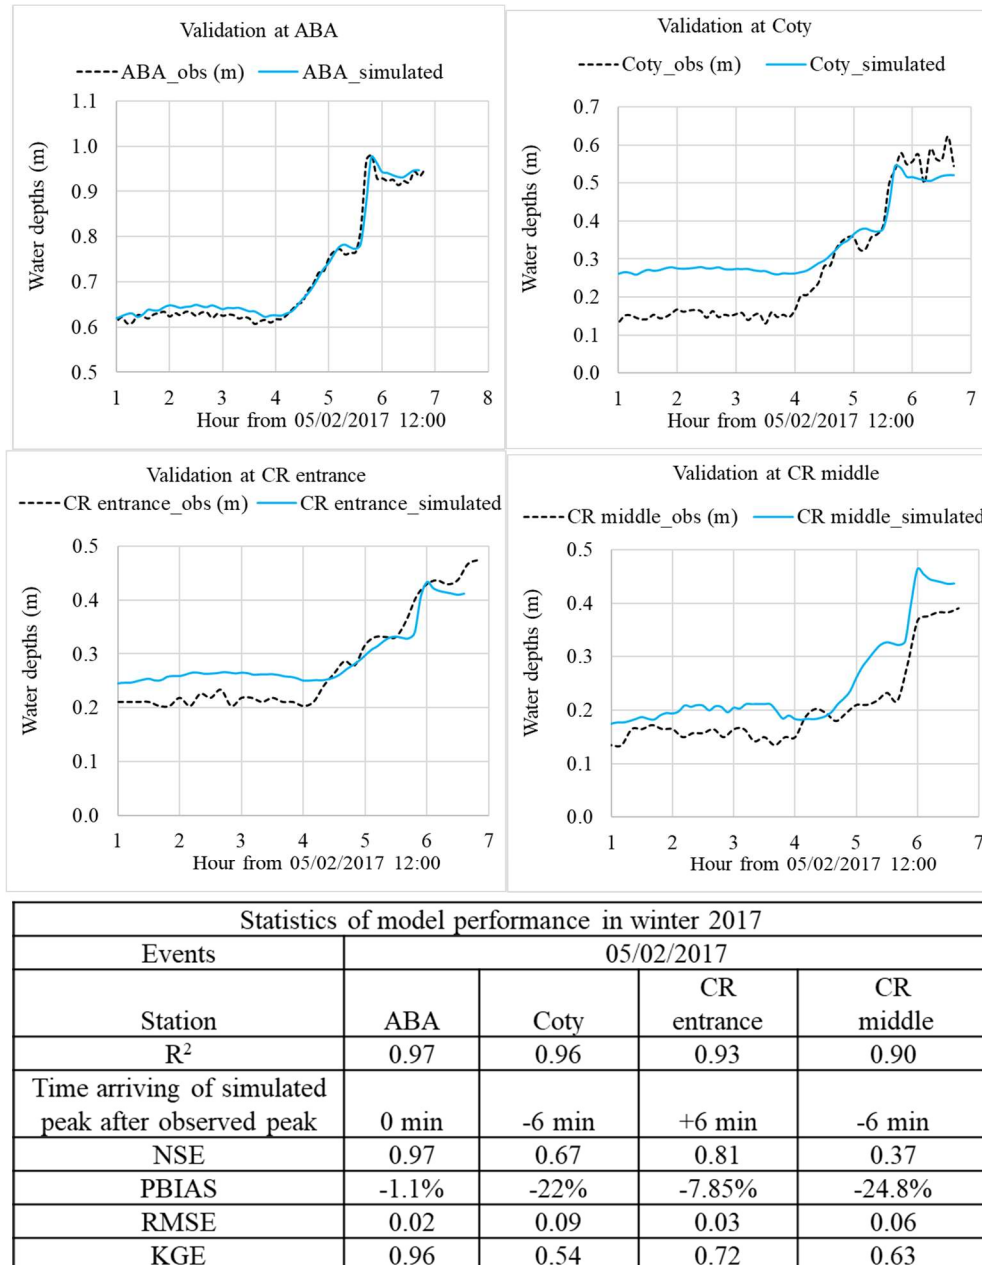 Validation at ABA
ABA_obs (m) ABA_simulated
Water depths (m)
1.1
1.0
0.9
0.8
0.7
0.6
0.5
1 2 3 4 5 6 7 8
Hour from 05/02/2017 12:00
Validation at Coty
Coty_obs (m) Coty_simulated
Water depths (m)
0.7
0.6
0.5
0.4
0.3
0.2
0.1
0.0
1 2 3 4 5 6 7
Hour from 05/02/2017 12:00
Validation at CR entrance
CR entrance_obs (m) CR entrance_simulated
Water depths (m)
0.5
0.4
0.3
0.2
0.1
0.0
1 2 3 4 5 6 7
Hour from 05/02/2017 12:00
Validation at CR middle
CR middle_obs (m) CR middle_simulated
Water depths (m)
0.5
0.4
0.3
0.2
0.1
0.0
1 2 3 4 5 6 7
Hour from 05/02/2017 12:00
Statistics of model performance in winter 2017
Events 05/02/2017
Station ABA Coty CR entrance CR middle
R² 0.97 0.96 0.93 0.90
Time arriving of simulated
peak after observed peak 0 min -6 min +6 min -6 min
NSE 0.97 0.67 0.81 0.37
PBIAS -1.1% -22% -7.85% -24.8%
RMSE 0.02 0.09 0.03 0.06
KGE 0.96 0.54 0.72 0.63